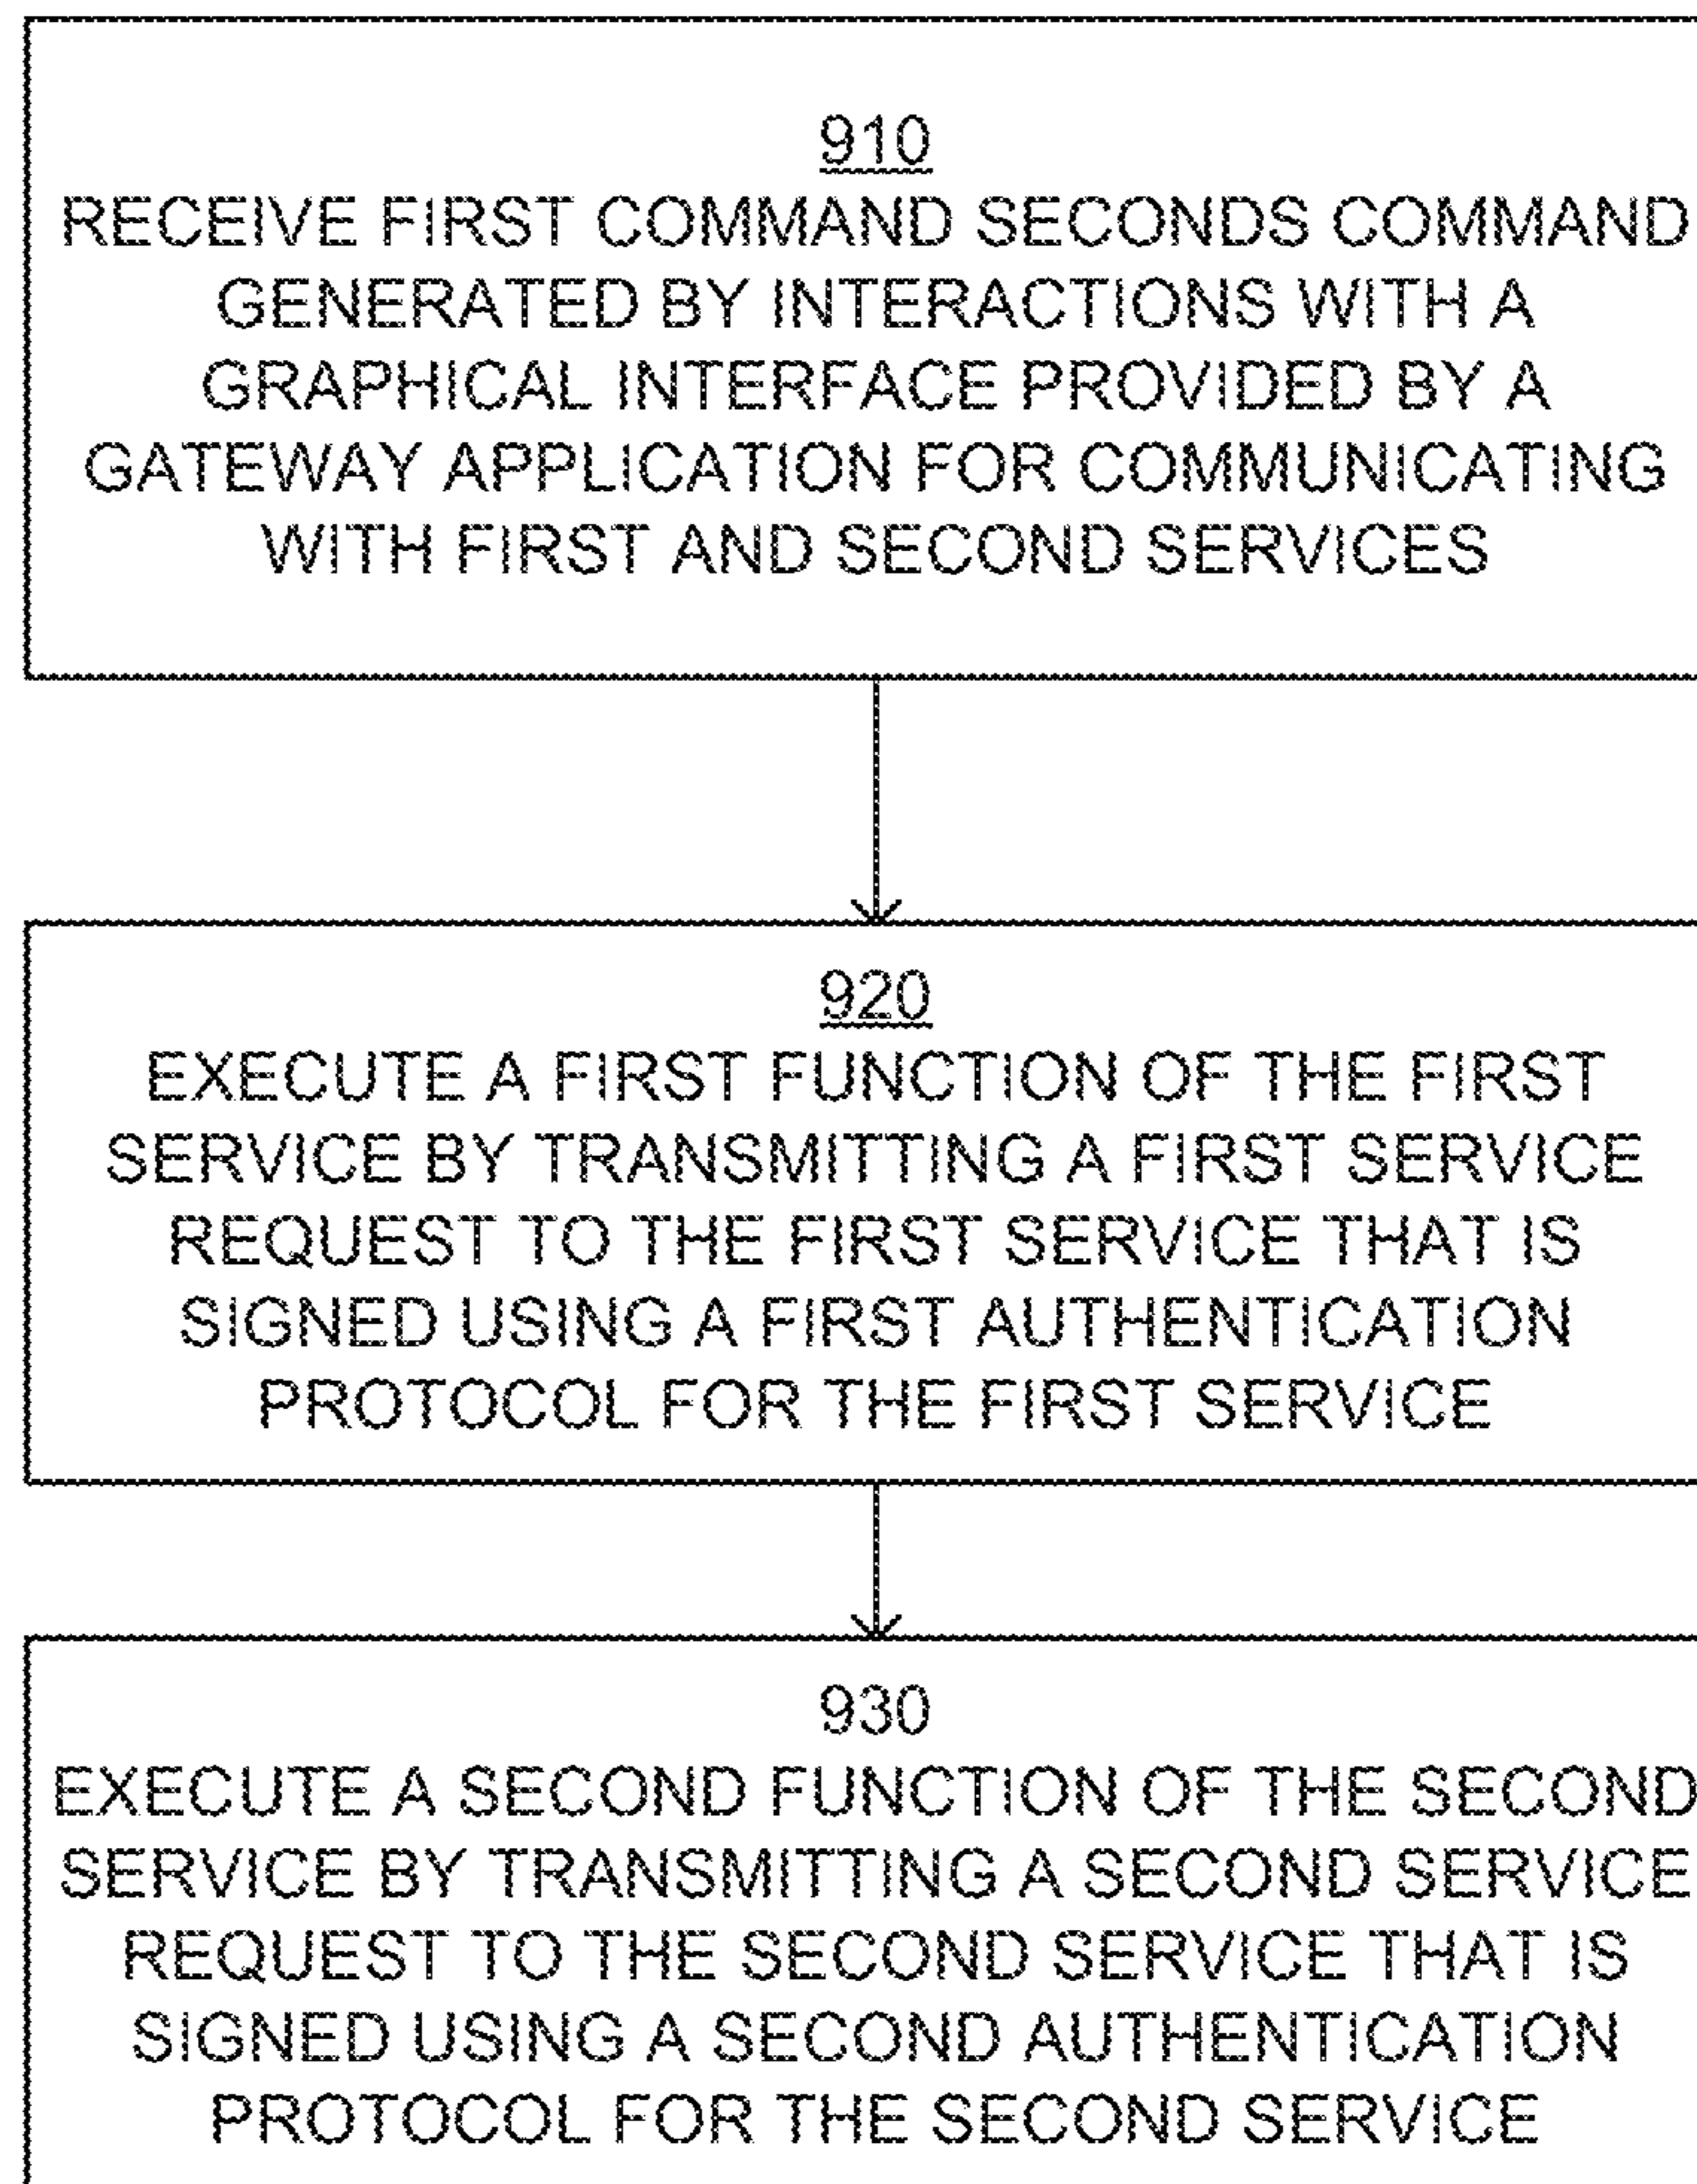 910
RECEIVE FIRST COMMAND SECONDS COMMAND
GENERATED BY INTERACTIONS WITH A
GRAPHICAL INTERFACE PROVIDED BY A
GATEWAY APPLICATION FOR COMMUNICATING
WITH FIRST AND SECOND SERVICES
920
EXECUTE A FIRST FUNCTION OF THE FIRST
SERVICE BY TRANSMITTING A FIRST SERVICE
REQUEST TO THE FIRST SERVICE THAT IS
SIGNED USING A FIRST AUTHENTICATION
PROTOCOL FOR THE FIRST SERVICE
930
EXECUTE A SECOND FUNCTION OF THE SECOND
SERVICE BY TRANSMITTING A SECOND SERVICE
REQUEST TO THE SECOND SERVICE THAT IS
SIGNED USING A SECOND AUTHENTICATION
PROTOCOL FOR THE SECOND SERVICE